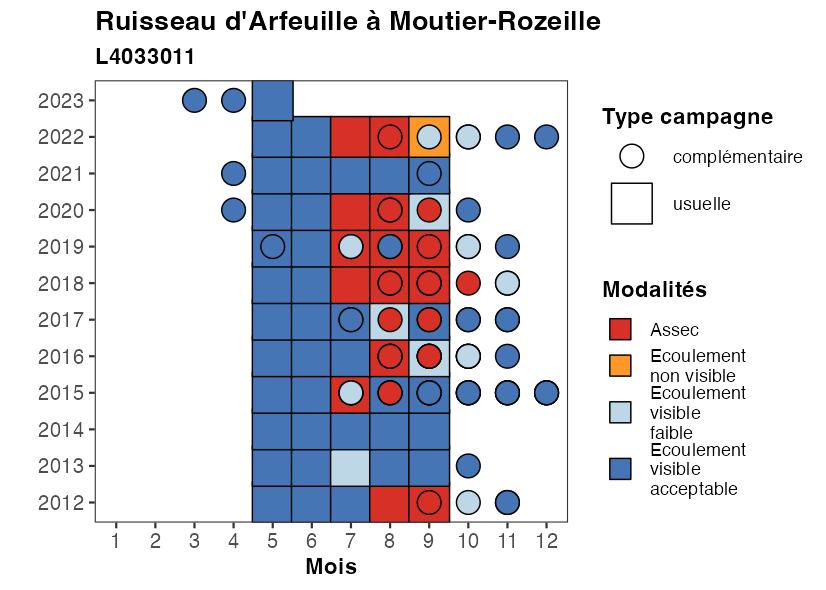 Ruisseau d'Arfeuille à Moutier-Rozeille
L4033011
2023
2022
2021
2020
2019
2018
2017
2016
2015
2014
2013
2012
1 2 3 4 5 6 7 8 9 10 11 12
Mois
Type campagne
complémentaire
usuelle
Modalités
Assec
Ecoulement
non visible
Ecoulement
visible
faible
Ecoulement
visible
acceptable